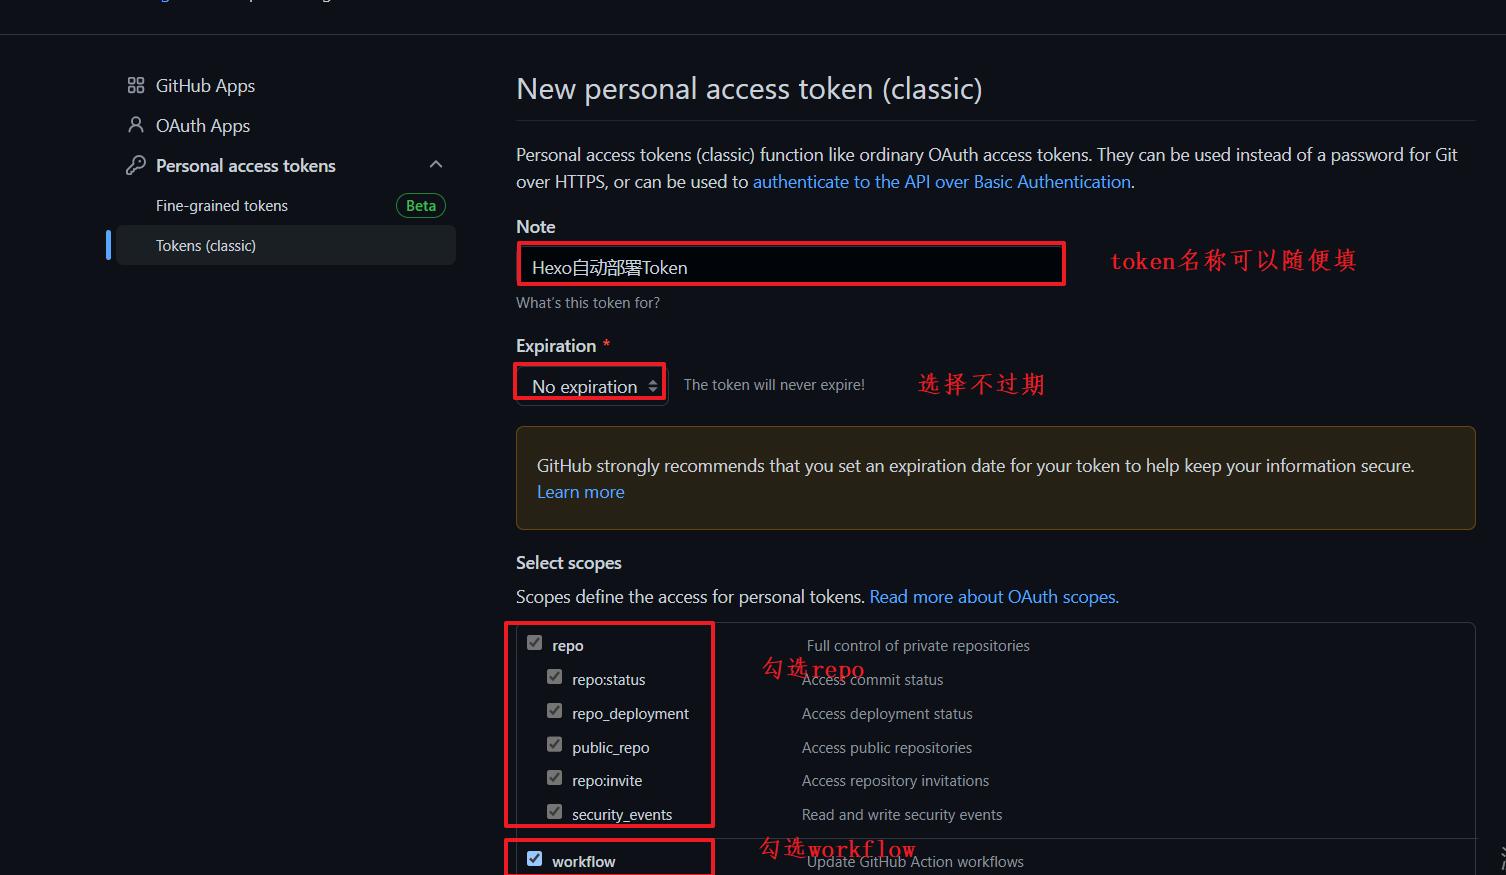 GitHub Apps
OAuth Apps
Personal access tokens
Fine-grained tokens Beta
Tokens (classic)
New personal access token (classic)
Personal access tokens (classic) function like ordinary OAuth access tokens. They can be used instead of a password for Git
over HTTPS, or can be used to authenticate to the API over Basic Authentication.
Note
Hexo自动部署Token
token名称可以随便填
What's this token for?
Expiration *
No expiration
The token will never expire!
选择不过期
GitHub strongly recommends that you set an expiration date for your token to help keep your information secure.
Learn more
Select scopes
Scopes define the access for personal tokens. Read more about OAuth scopes.
repo
Full control of private repositories
勾选repo
repo:status
Access commit status
repo_deployment
Access deployment status
public_repo
Access public repositories
repo:invite
Access repository invitations
security_events
Read and write security events
勾选workflow
workflow
Update GitHub Action workflows